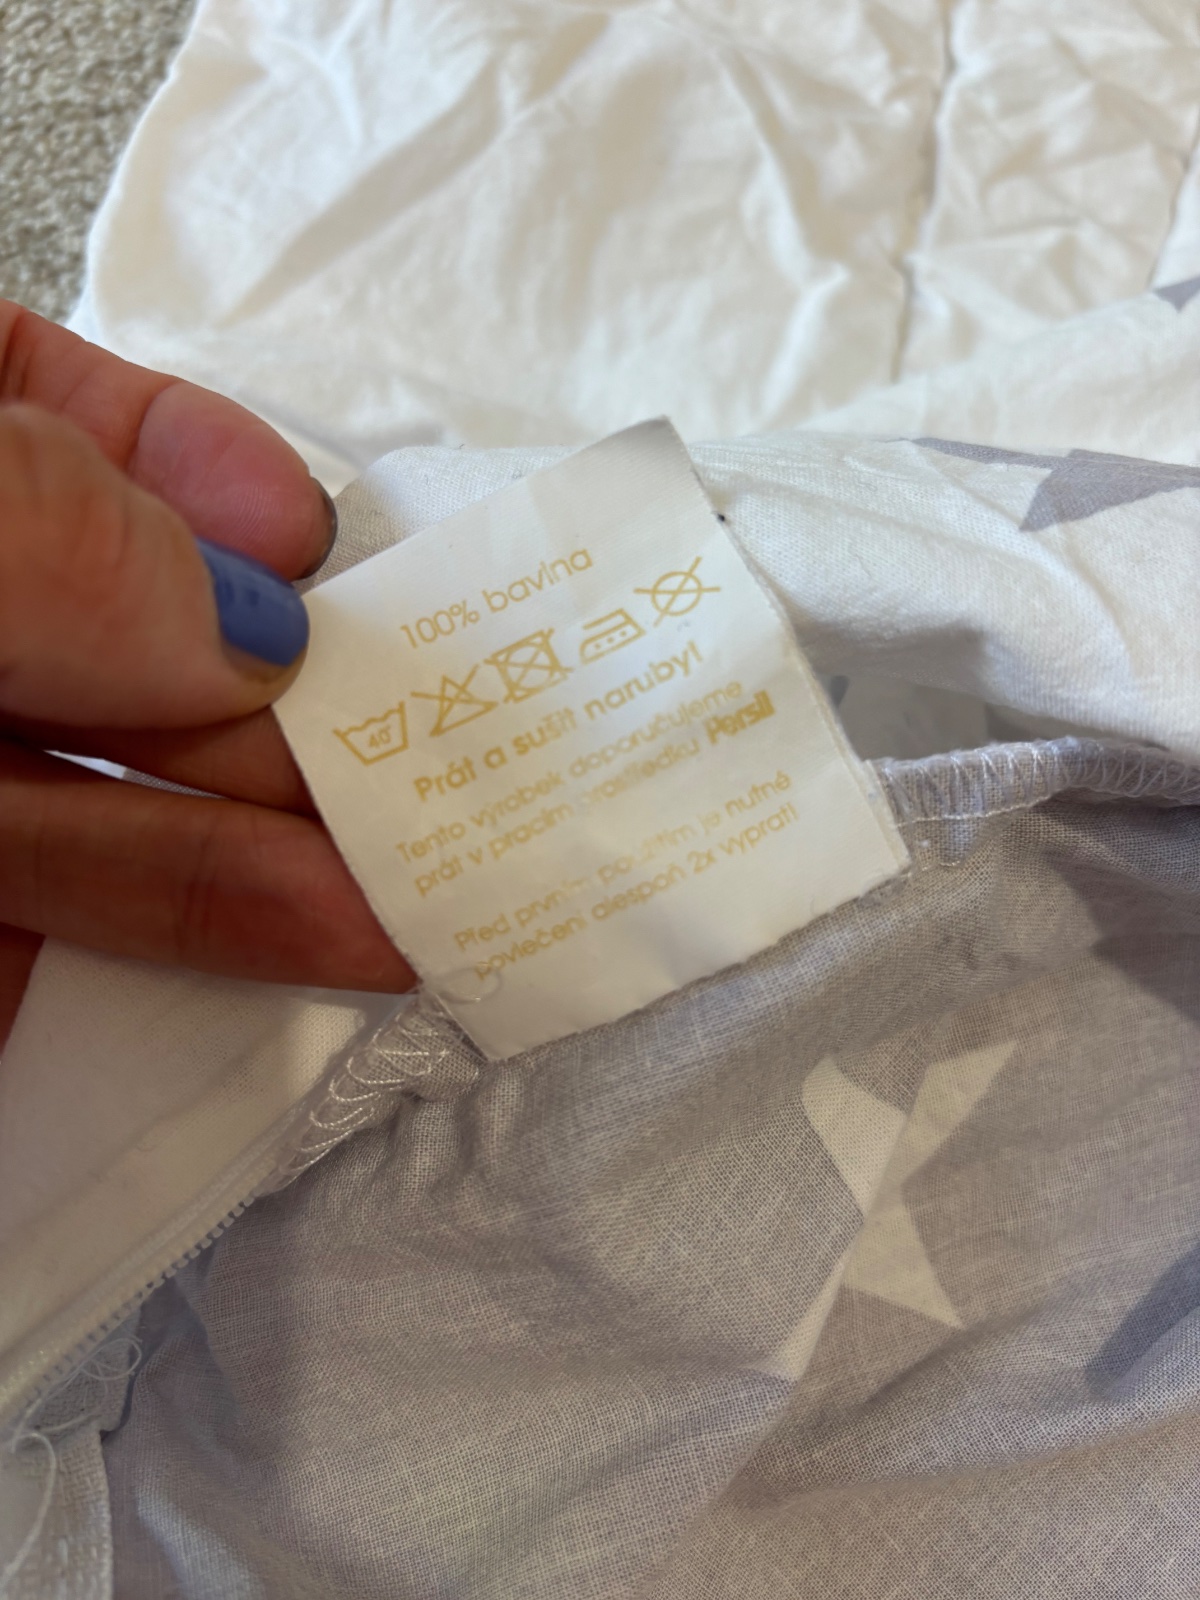 100% bavlna
40°
Prát a sušit naruby!
Tento výrobek doporučujeme
prát v pracím prostředku Persil
Před prvním použitím je nutné
povlečení alespoň 2x vyprat!